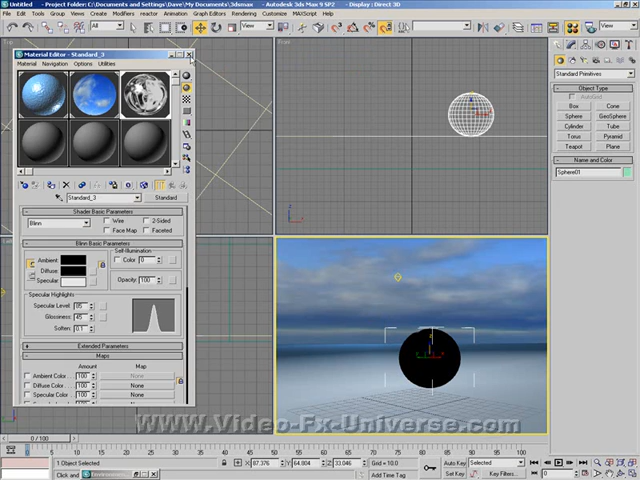 Untitled - Project Folder: C:\Documents and Settings\Dave\My Documents\3dsmax - Autodesk 3ds Max 9 SP2 - Display : Direct 3D
File Edit Tools Group Views Create Modifiers reactor Animation Graph Editors Rendering Customize MAXScript Help
All
View
View
Front
Material Editor - Standard_3
Material Navigation Options Utilities
Standard_3
Standard
Shader Basic Parameters
Blinn
Wire
2-Sided
Face Map
Faceted
Blinn Basic Parameters
Self-Illumination
Ambient:
Color 0
Diffuse:
Specular:
Opacity: 100
Specular Highlights
Specular Level: 85
Glossiness: 45
Soften: 0.1
Extended Parameters
Maps
Amount
Map
Ambient Color . . . 100 None
Diffuse Color . . . 100 None
Specular Color . . . 100 None
Standard Primitives
Object Type
AutoGrid
Box
Cone
Sphere
GeoSphere
Cylinder
Tube
Torus
Pyramid
Teapot
Plane
Name and Color
Sphere01
www.Video-Fx-Universe.com
0 / 100
1 Object Selected
X: 87.376
Y: 64.804
Z: 33.046
Grid = 10.0
Auto Key
Selected
Click and
Add Time Tag
Set Key
Key Filters...
0